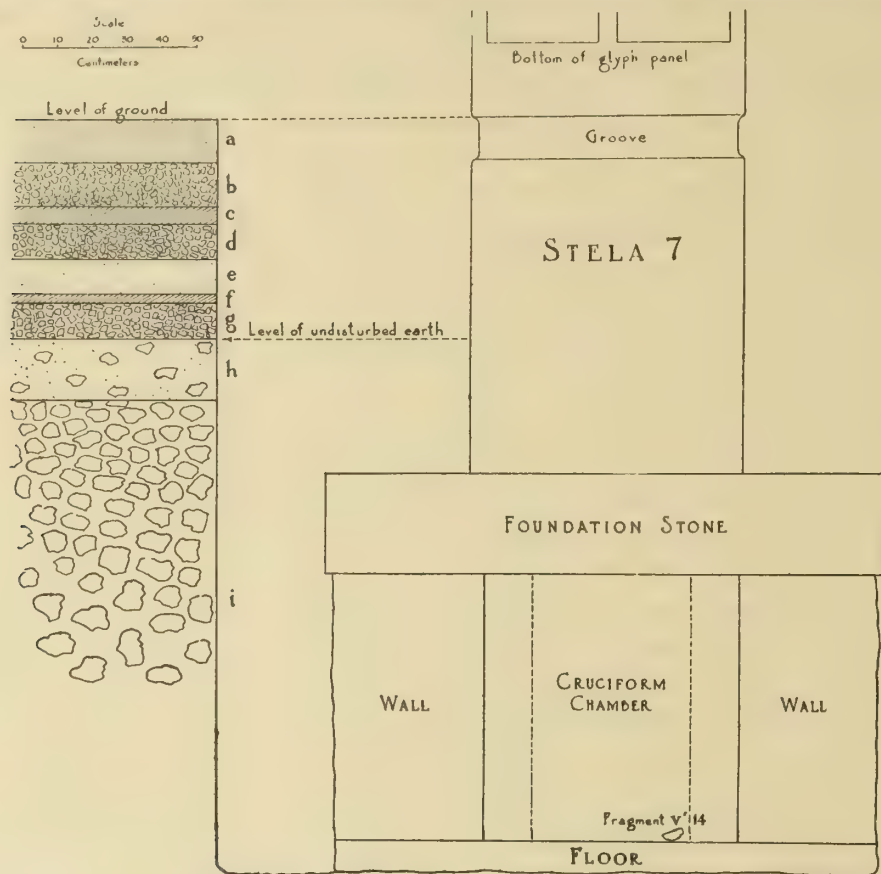 Scale
0 10 20 30 40 50
Centimeters
Level of ground
a
b
c
d
e
f
g
h
i
Level of undisturbed earth
Bottom of glyph panel
Groove
STELA 7
FOUNDATION STONE
WALL
CRUCIFORM
CHAMBER
WALL
Fragment V'14
FLOOR